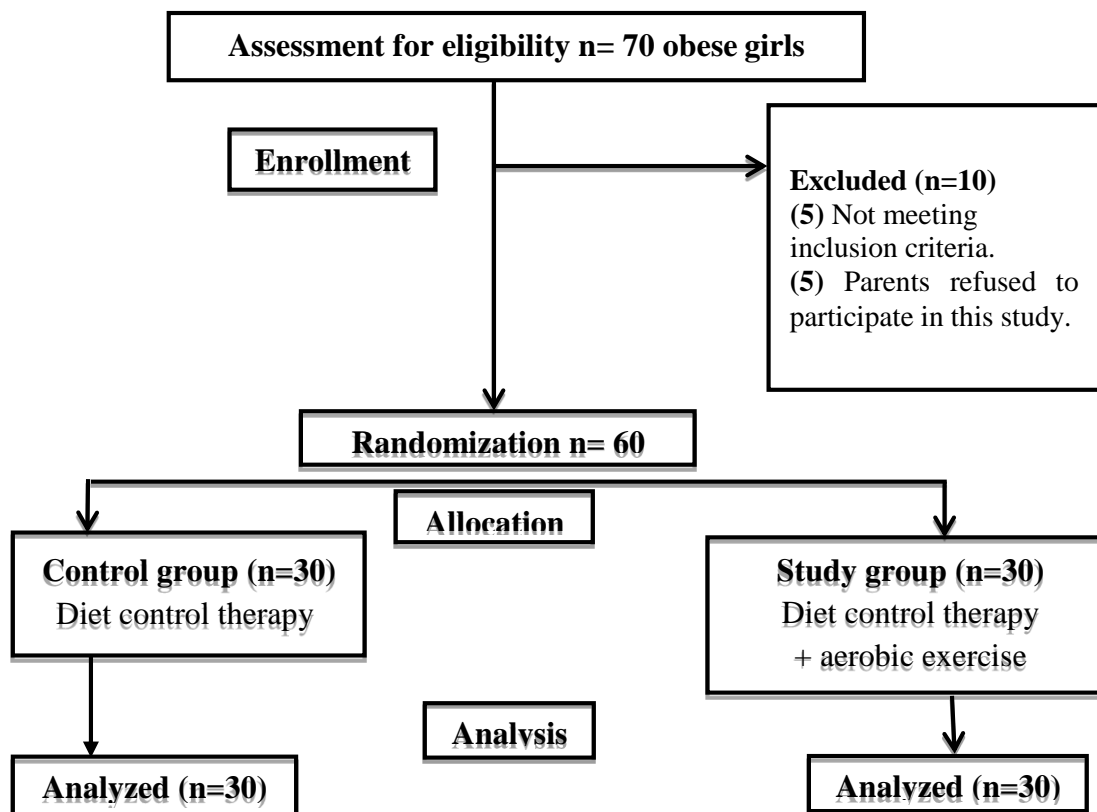 Assessment for eligibility n= 70 obese girls
Enrollment
Excluded (n=10)
(5) Not meeting
inclusion criteria.
(5) Parents refused to
participate in this study.
Randomization n= 60
Allocation
Control group (n=30)
Diet control therapy
Study group (n=30)
Diet control therapy
+ aerobic exercise
Analysis
Analyzed (n=30)
Analyzed (n=30)